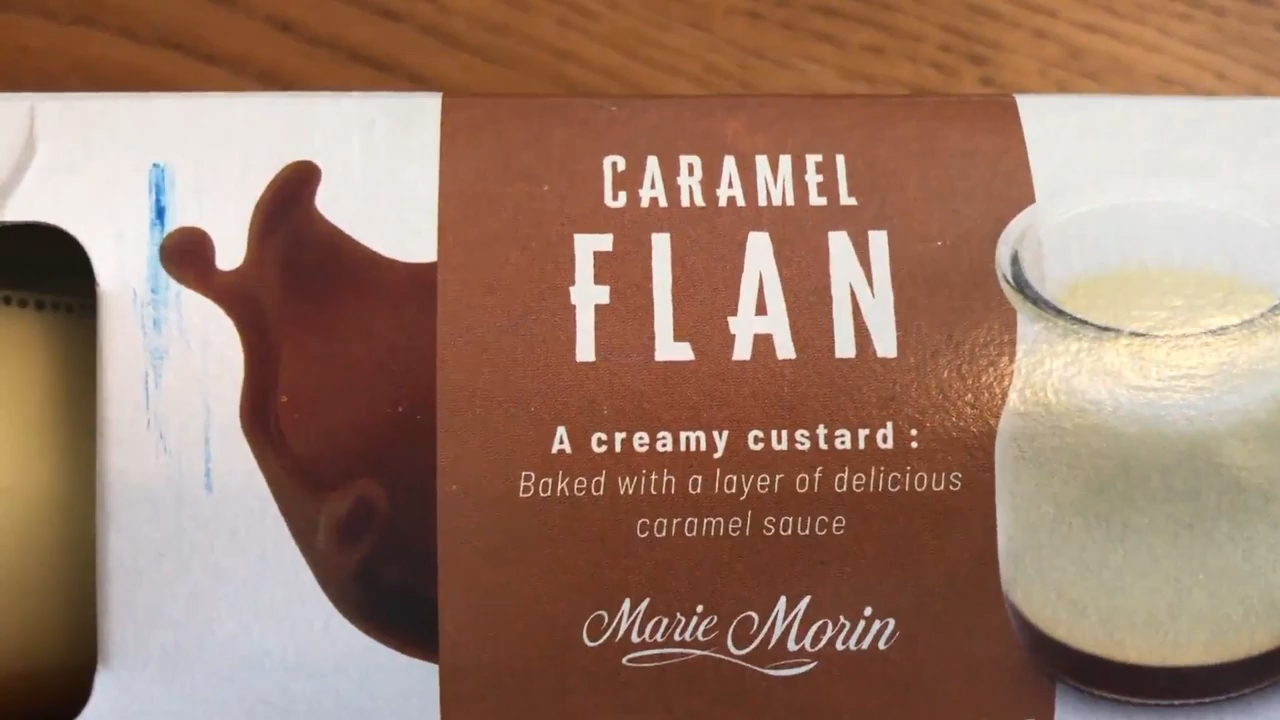 CARAMEL
FLAN
A creamy custard :
Baked with a layer of delicious
caramel sauce
Marie Morin